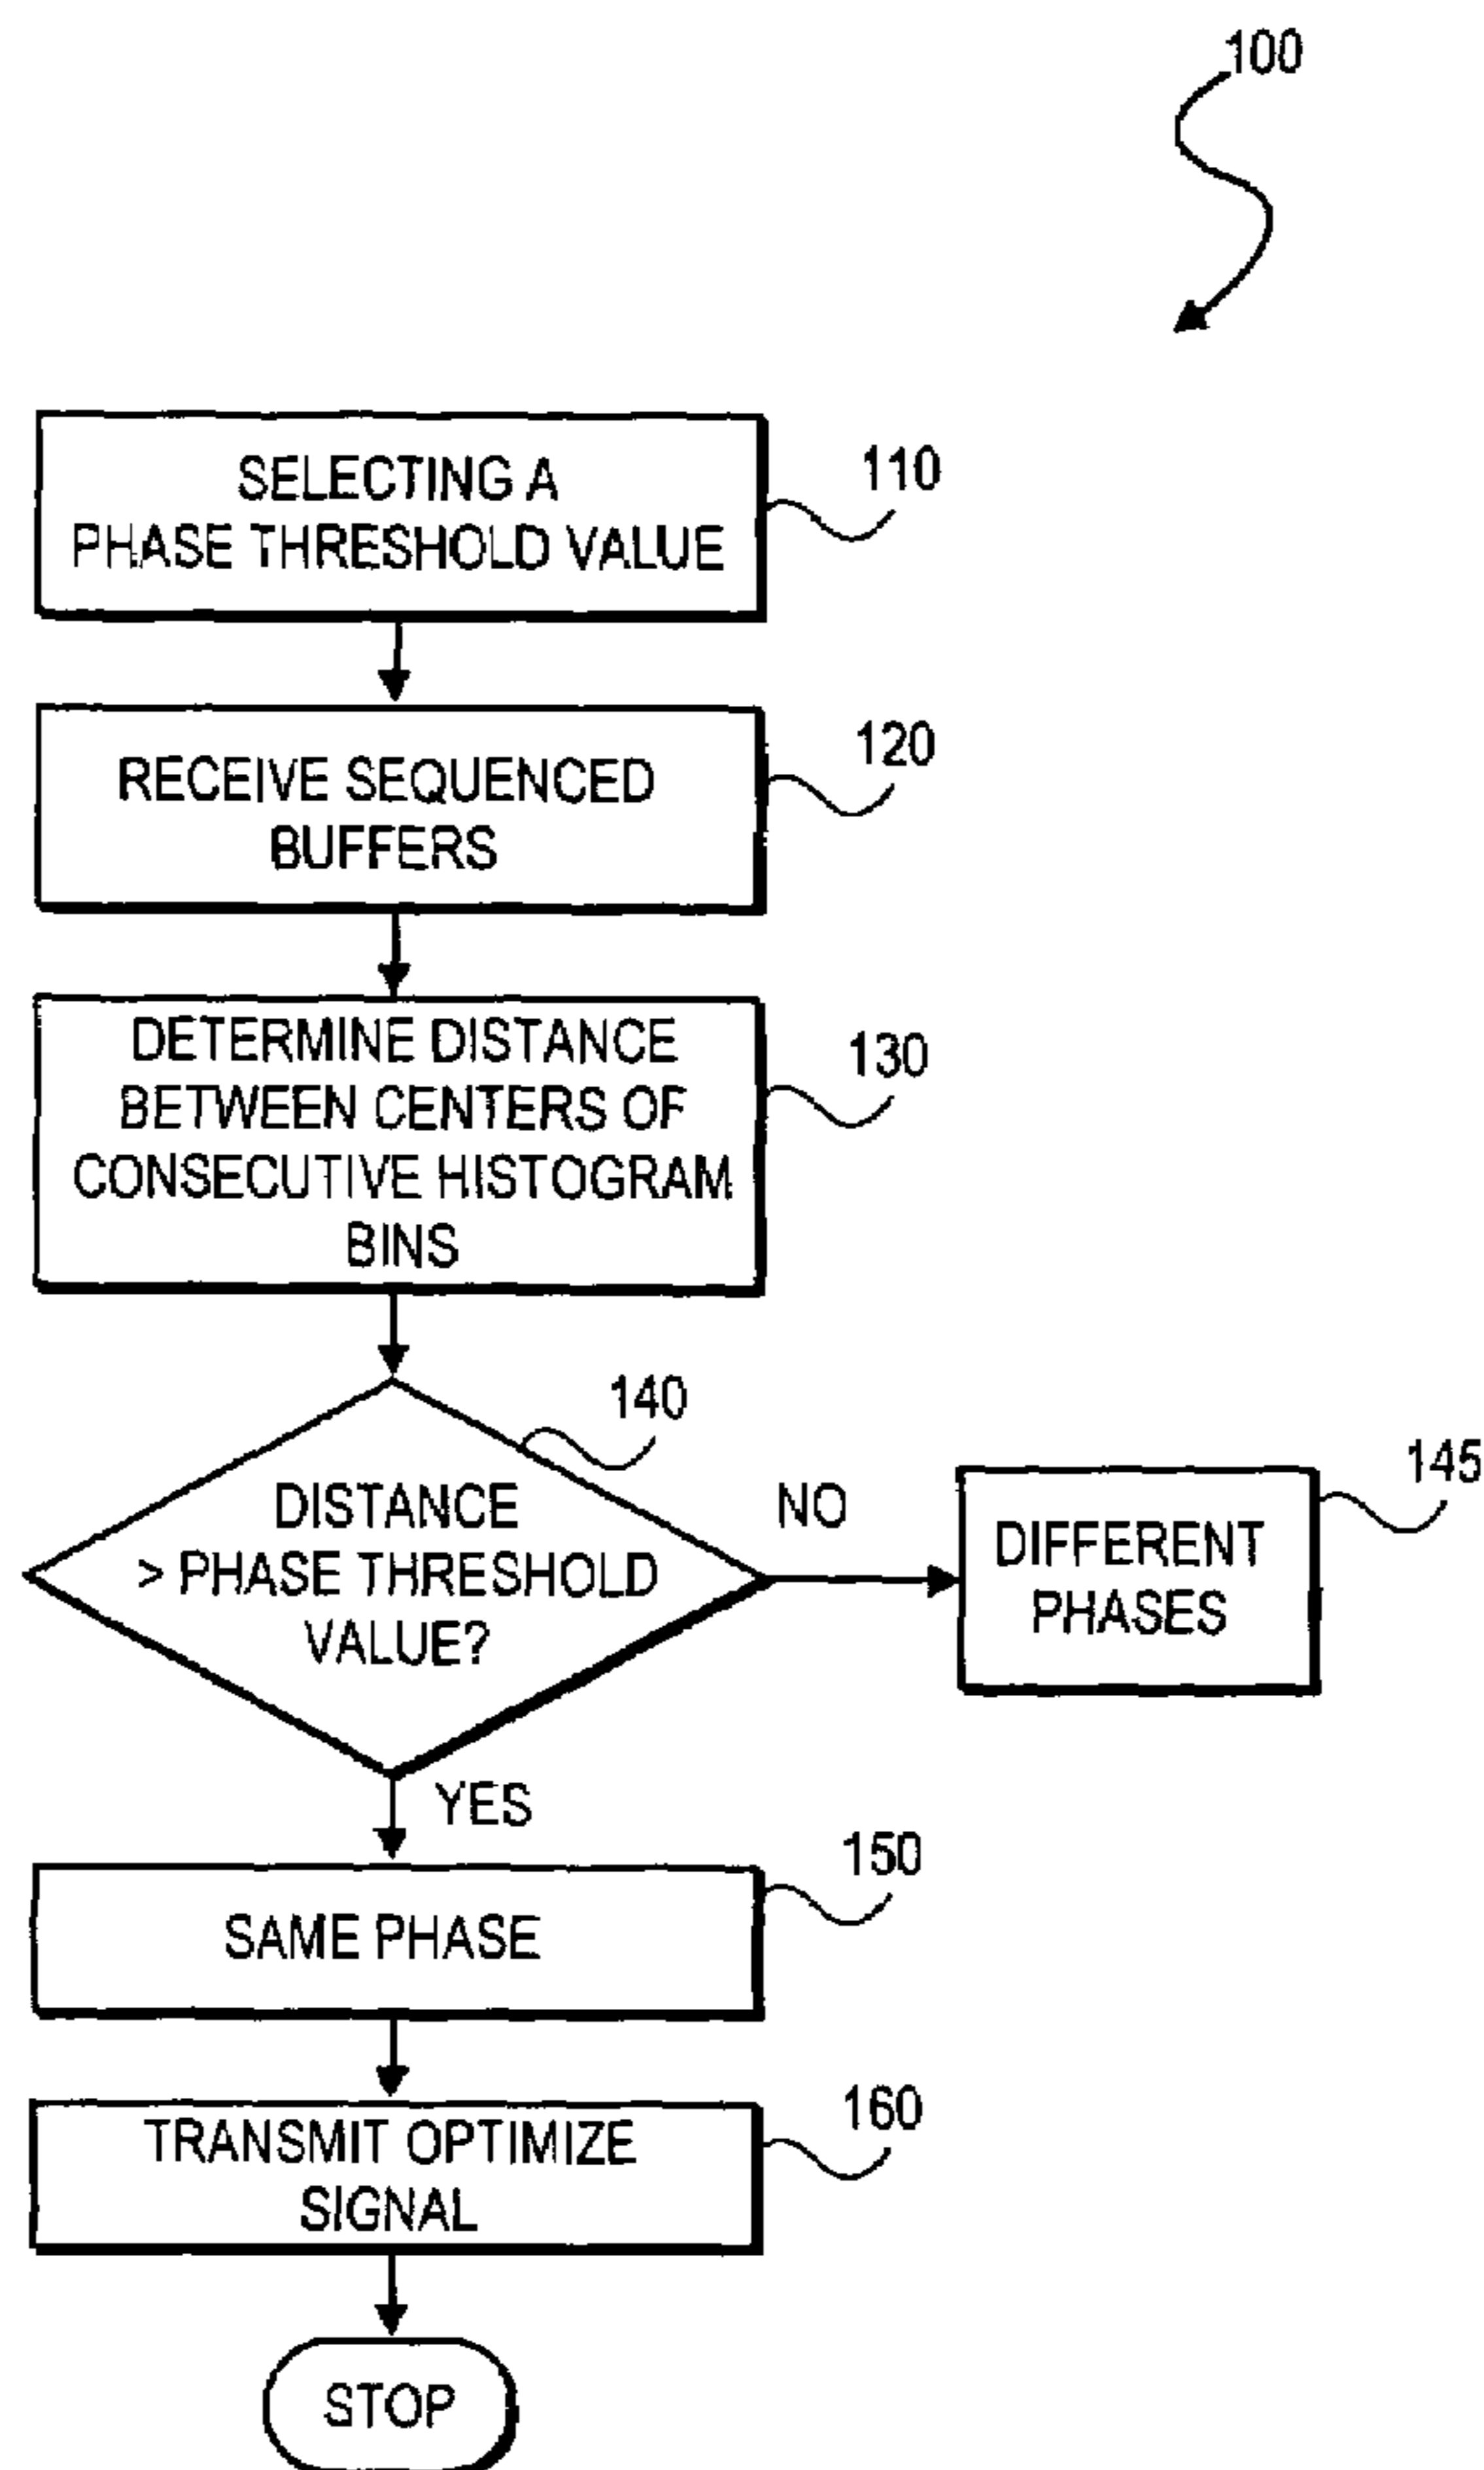 100
SELECTING A
PHASE THRESHOLD VALUE
110
RECEIVE SEQUENCED
BUFFERS
120
DETERMINE DISTANCE
BETWEEN CENTERS OF
CONSECUTIVE HISTOGRAM
BINS
130
140
DISTANCE
> PHASE THRESHOLD
VALUE?
NO
145
DIFFERENT
PHASES
YES
150
SAME PHASE
160
TRANSMIT OPTIMIZE
SIGNAL
STOP